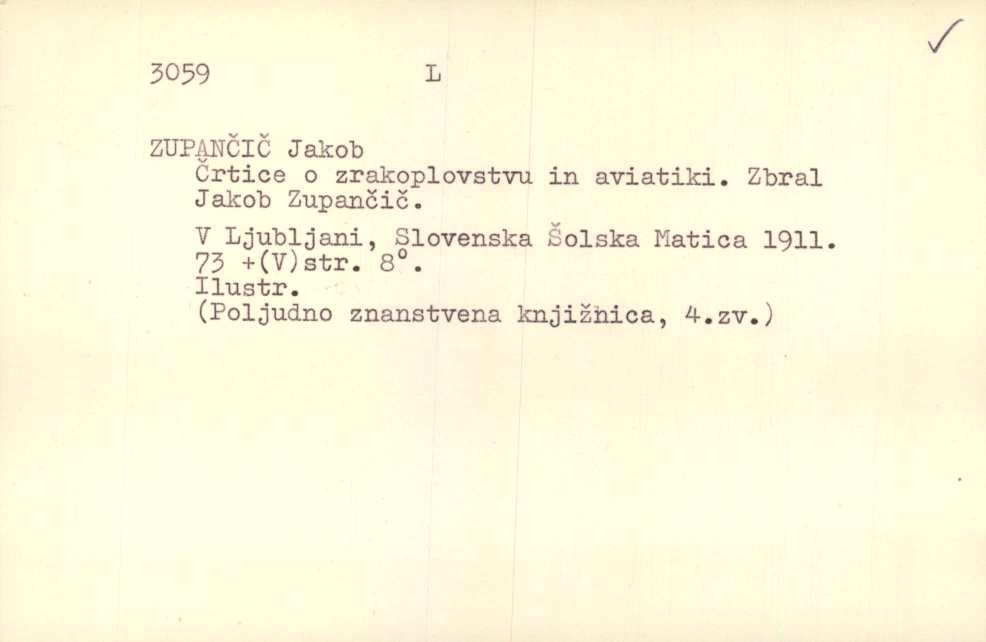 3059 L
ZUPANČIČ Jakob
Črtice o zrakoplovstvu in aviatiki. Zbral
Jakob Zupančič.
V Ljubljani, Slovenska Šolska Matica 1911.
73 +(V)str. 8°.
Ilustr.
(Poljudno znanstvena knjižnica, 4.zv.)